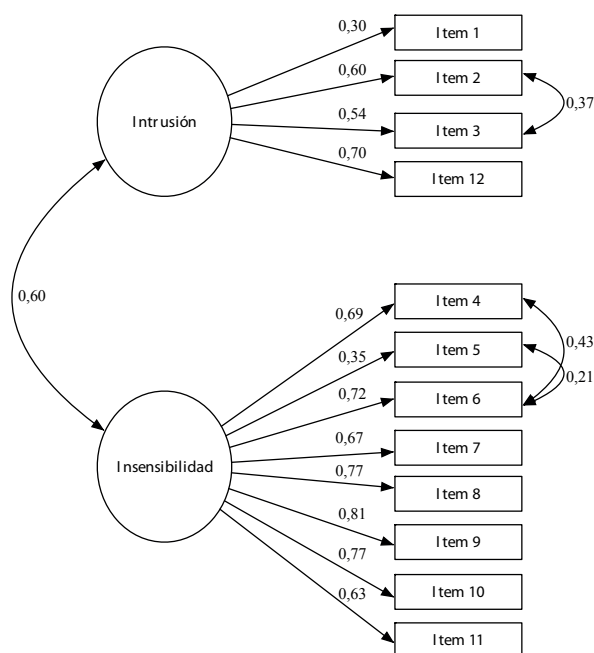 0,30
Item 1
0,60
Item 2
0,37
Intrusión
0,54
Item 3
0,70
Item 12
0,60
0,69
Item 4
0,43
0,35
Item 5
0,21
0,72
Item 6
0,67
Item 7
Insensibilidad
0,77
Item 8
0,81
Item 9
0,77
Item 10
0,63
Item 11